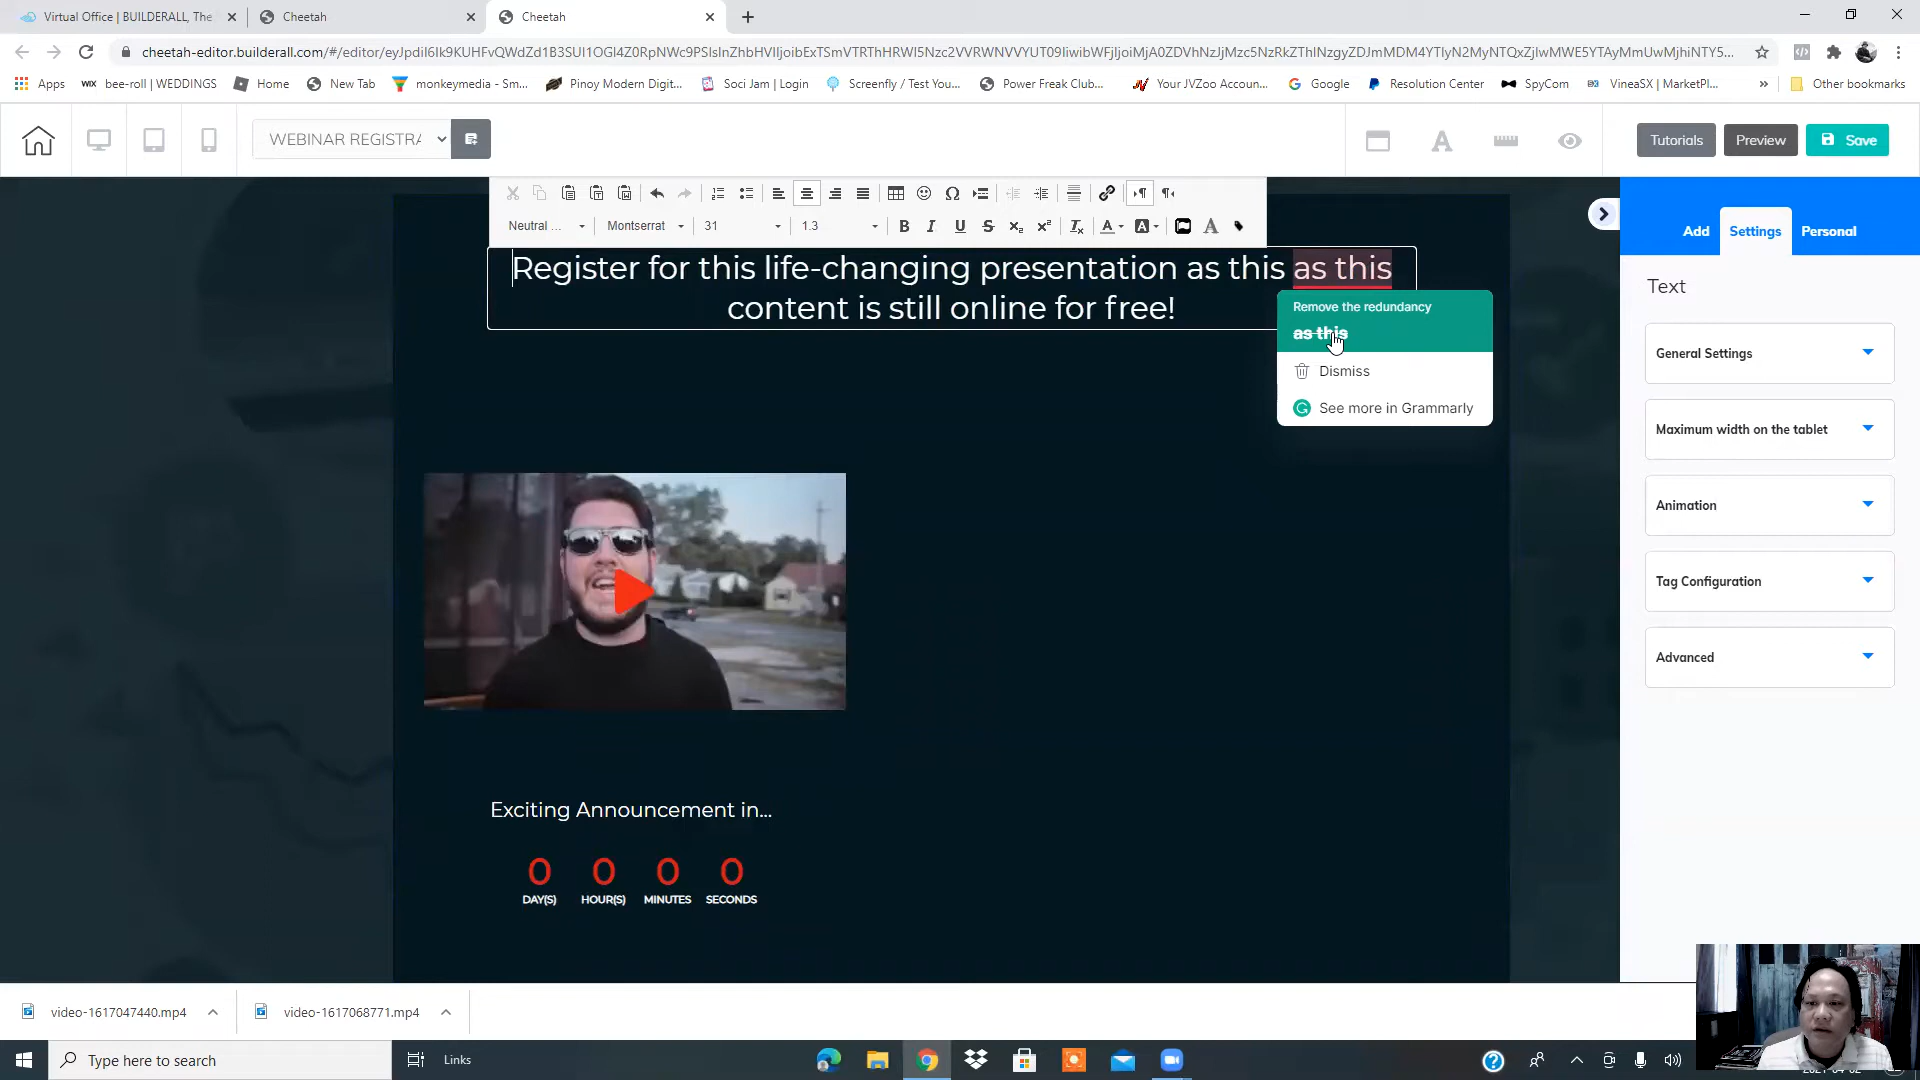 Virtual Office | BUILDERALL, The
Cheetah
Cheetah
cheetah-editor.builderall.com/#/editor/
Apps
WIX bee-roll | WEDDINGS
Home
New Tab
monkeymedia - Sm...
Pinoy Modern Digit...
Soci Jam | Login
Screenfly / Test You...
Power Freak Club...
Your JVZoo Accoun...
Google
Resolution Center
SpyCom
VineaSX | MarketPl...
»
Other bookmarks
WEBINAR REGISTRA
Tutorials
Preview
Save
Neutral ...
Montserrat
31
1.3
Add
Settings
Personal
Register for this life-changing presentation as this as this
content is still online for free!
Remove the redundancy
as this
Dismiss
See more in Grammarly
Text
General Settings
Maximum width on the tablet
Animation
Tag Configuration
Advanced
Exciting Announcement in...
0 0 0 0
DAY(S) HOUR(S) MINUTES SECONDS
video-1617047440.mp4
video-1617068771.mp4
Type here to search
Links